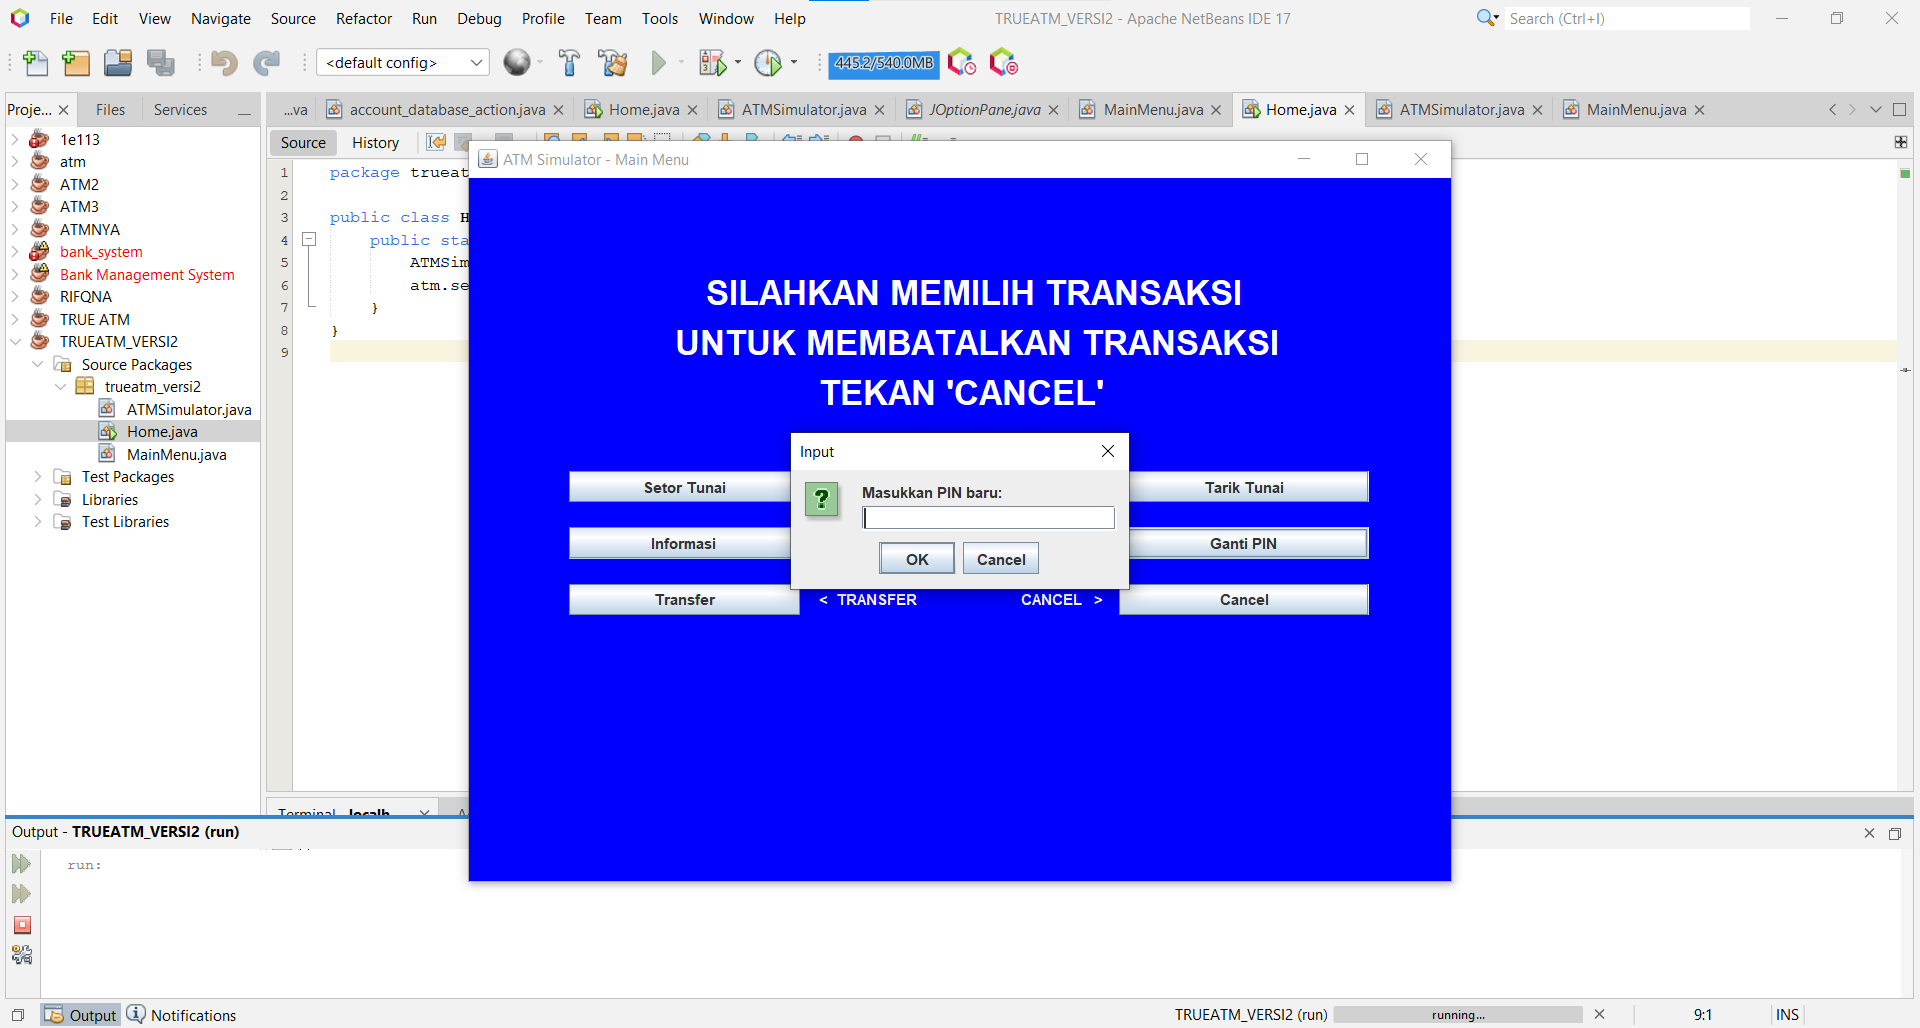 File Edit View Navigate Source Refactor Run Debug Profile Team Tools Window Help
TRUEATM_VERSI2 - Apache NetBeans IDE 17
Search (Ctrl+I)
<default config>
445.2/540.0MB
Proje...
Files
Services
...va
account_database_action.java
Home.java
ATMSimulator.java
JOptionPane.java
MainMenu.java
Home.java
ATMSimulator.java
MainMenu.java
1e113
atm
ATM2
ATM3
ATMNYA
bank_system
Bank Management System
RIFQNA
TRUE ATM
TRUEATM_VERSI2
Source Packages
trueatm_versi2
ATMSimulator.java
Home.java
MainMenu.java
Test Packages
Libraries
Test Libraries
Source
History
1 package trueat
2
3 public class H
4 public sta
5 ATMSim
6 atm.se
7 }
8 }
9
ATM Simulator - Main Menu
SILAHKAN MEMILIH TRANSAKSI
UNTUK MEMBATALKAN TRANSAKSI
TEKAN 'CANCEL'
Input
Masukkan PIN baru:
OK
Cancel
Setor Tunai
Tarik Tunai
Informasi
Ganti PIN
Transfer
< TRANSFER
CANCEL >
Cancel
Terminal localh
Output - TRUEATM_VERSI2 (run)
run:
Output
Notifications
TRUEATM_VERSI2 (run)
running...
9:1
INS